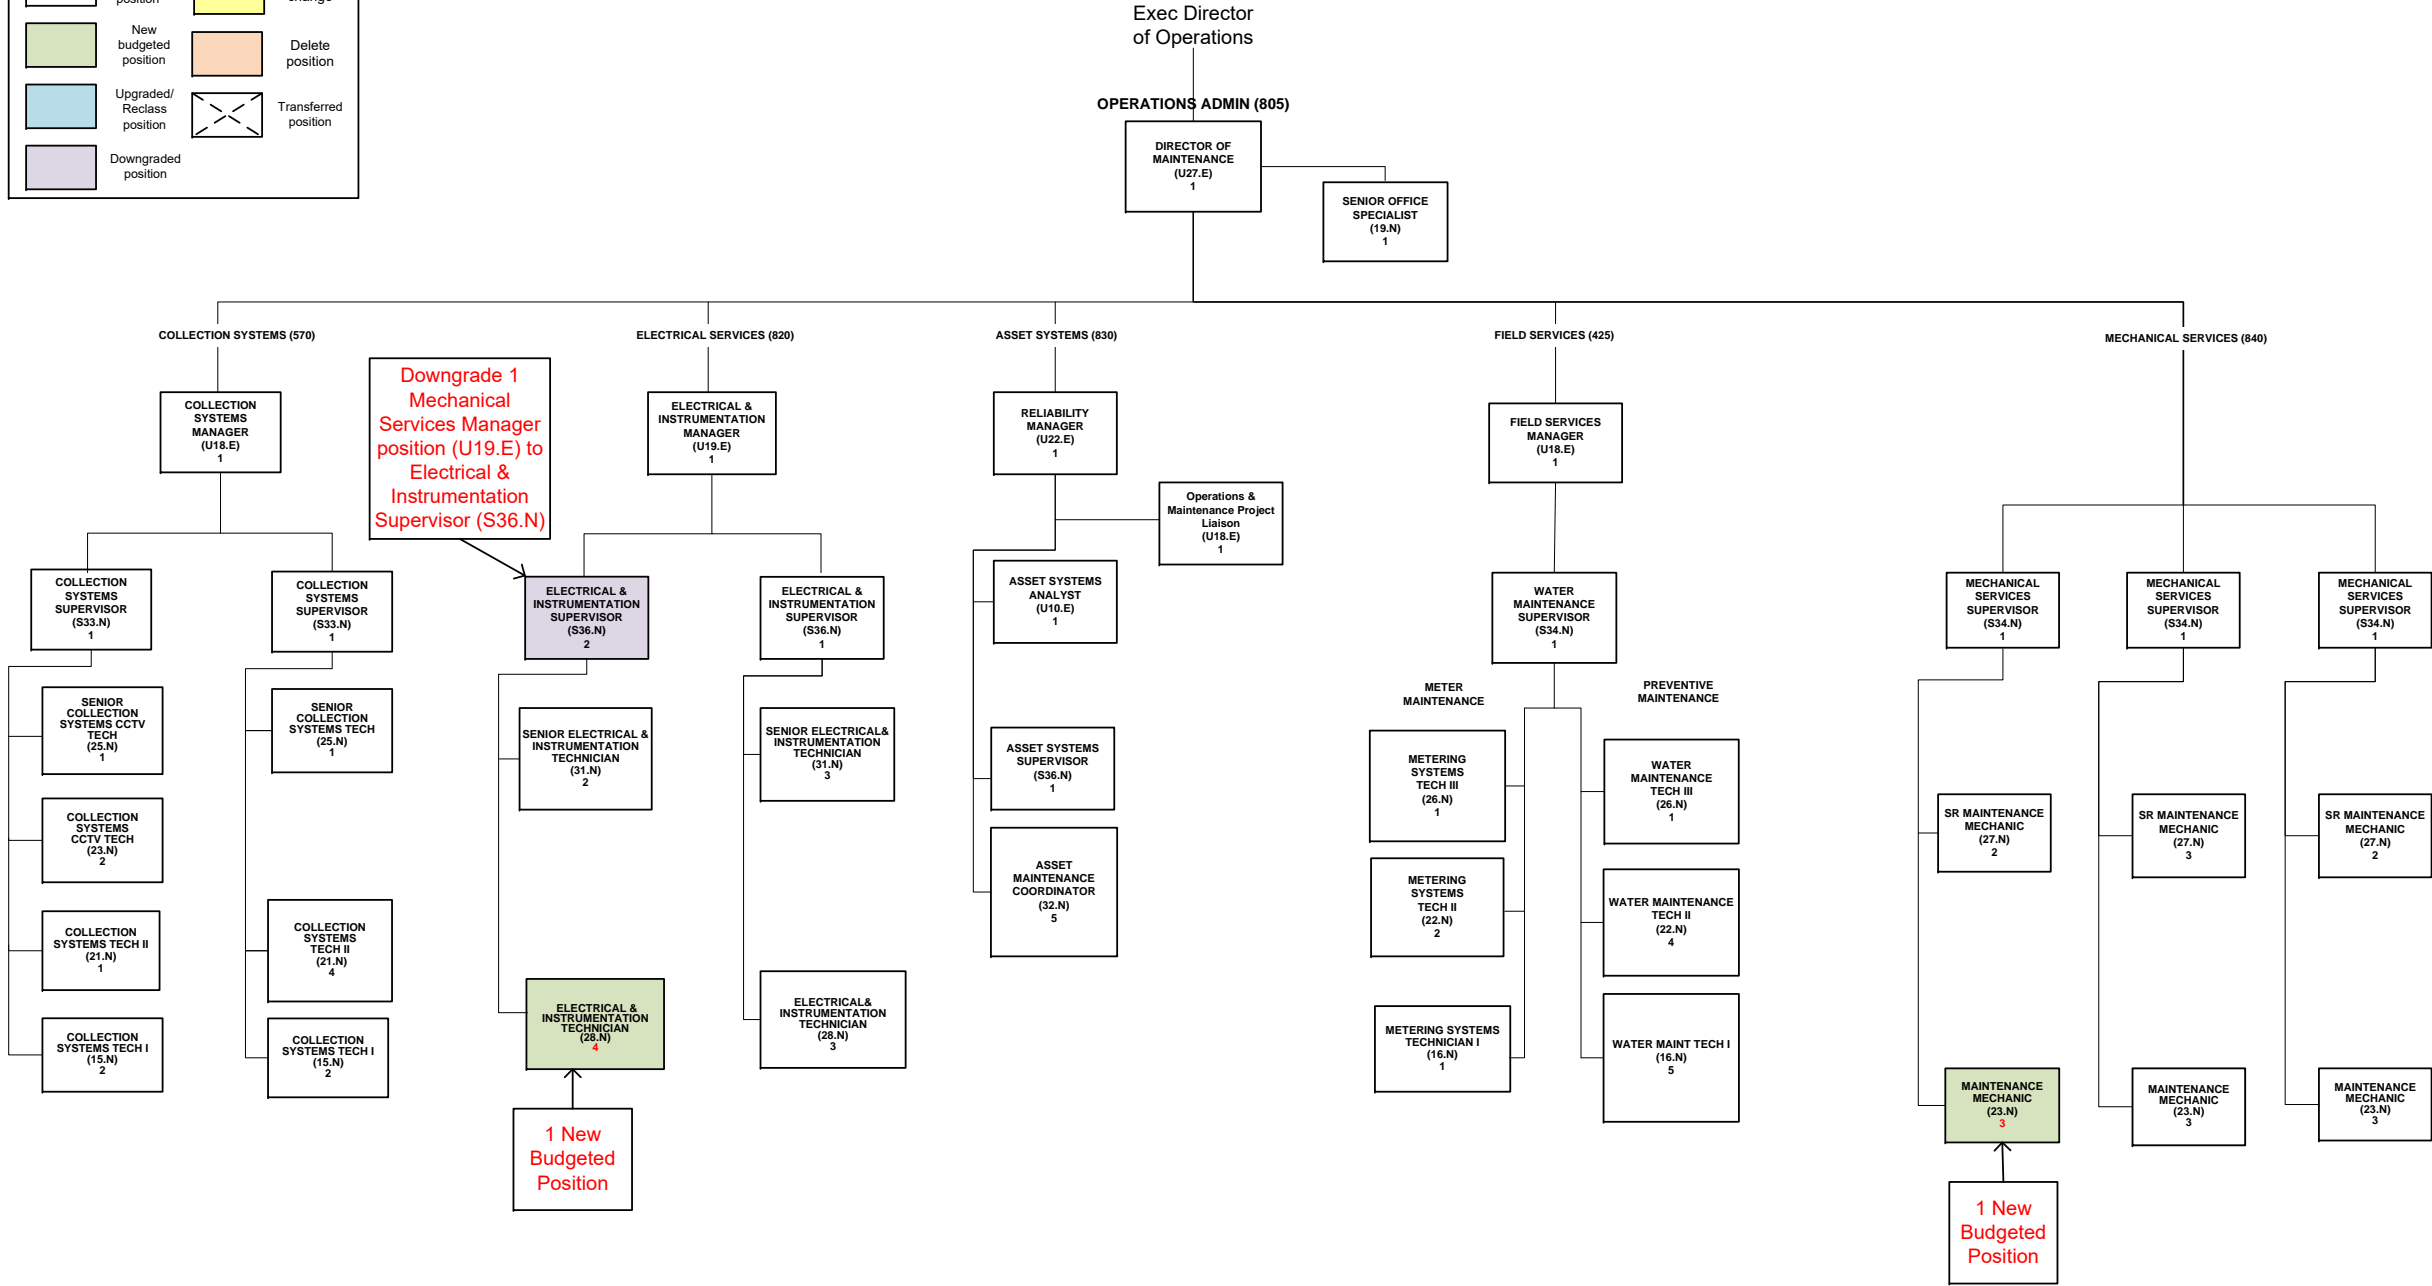 position
change
New
budgeted
position
Delete
position
Upgraded/
Reclass
position
Transferred
position
Downgraded
position
Exec Director
of Operations
OPERATIONS ADMIN (805)
DIRECTOR OF
MAINTENANCE
(U27.E)
1
SENIOR OFFICE
SPECIALIST
(19.N)
1
COLLECTION SYSTEMS (570)
ELECTRICAL SERVICES (820)
ASSET SYSTEMS (830)
FIELD SERVICES (425)
MECHANICAL SERVICES (840)
COLLECTION
SYSTEMS
MANAGER
(U18.E)
1
Downgrade 1
Mechanical
Services Manager
position (U19.E) to
Electrical &
Instrumentation
Supervisor (S36.N)
ELECTRICAL &
INSTRUMENTATION
MANAGER
(U19.E)
1
RELIABILITY
MANAGER
(U22.E)
1
Operations &
Maintenance Project
Liaison
(U18.E)
1
FIELD SERVICES
MANAGER
(U18.E)
1
COLLECTION
SYSTEMS
SUPERVISOR
(S33.N)
1
COLLECTION
SYSTEMS
SUPERVISOR
(S33.N)
1
ELECTRICAL &
INSTRUMENTATION
SUPERVISOR
(S36.N)
2
ELECTRICAL &
INSTRUMENTATION
SUPERVISOR
(S36.N)
1
ASSET SYSTEMS
ANALYST
(U10.E)
1
WATER
MAINTENANCE
SUPERVISOR
(S34.N)
1
MECHANICAL
SERVICES
SUPERVISOR
(S34.N)
1
MECHANICAL
SERVICES
SUPERVISOR
(S34.N)
1
MECHANICAL
SERVICES
SUPERVISOR
(S34.N)
1
METER
MAINTENANCE
PREVENTIVE
MAINTENANCE
SENIOR
COLLECTION
SYSTEMS CCTV
TECH
(25.N)
1
SENIOR
COLLECTION
SYSTEMS TECH
(25.N)
1
SENIOR ELECTRICAL &
INSTRUMENTATION
TECHNICIAN
(31.N)
2
SENIOR ELECTRICAL&
INSTRUMENTATION
TECHNICIAN
(31.N)
3
ASSET SYSTEMS
SUPERVISOR
(S36.N)
1
METERING
SYSTEMS
TECH III
(26.N)
1
WATER
MAINTENANCE
TECH III
(26.N)
1
SR MAINTENANCE
MECHANIC
(27.N)
2
SR MAINTENANCE
MECHANIC
(27.N)
3
SR MAINTENANCE
MECHANIC
(27.N)
2
COLLECTION
SYSTEMS
CCTV TECH
(23.N)
2
ASSET
MAINTENANCE
COORDINATOR
(32.N)
5
METERING
SYSTEMS
TECH II
(22.N)
2
WATER MAINTENANCE
TECH II
(22.N)
4
COLLECTION
SYSTEMS TECH II
(21.N)
1
COLLECTION
SYSTEMS
TECH II
(21.N)
4
ELECTRICAL &
INSTRUMENTATION
TECHNICIAN
(28.N)
4
ELECTRICAL&
INSTRUMENTATION
TECHNICIAN
(28.N)
3
COLLECTION
SYSTEMS TECH I
(15.N)
2
COLLECTION
SYSTEMS TECH I
(15.N)
2
METERING SYSTEMS
TECHNICIAN I
(16.N)
1
WATER MAINT TECH I
(16.N)
5
MAINTENANCE
MECHANIC
(23.N)
3
MAINTENANCE
MECHANIC
(23.N)
3
MAINTENANCE
MECHANIC
(23.N)
3
1 New
Budgeted
Position
1 New
Budgeted
Position